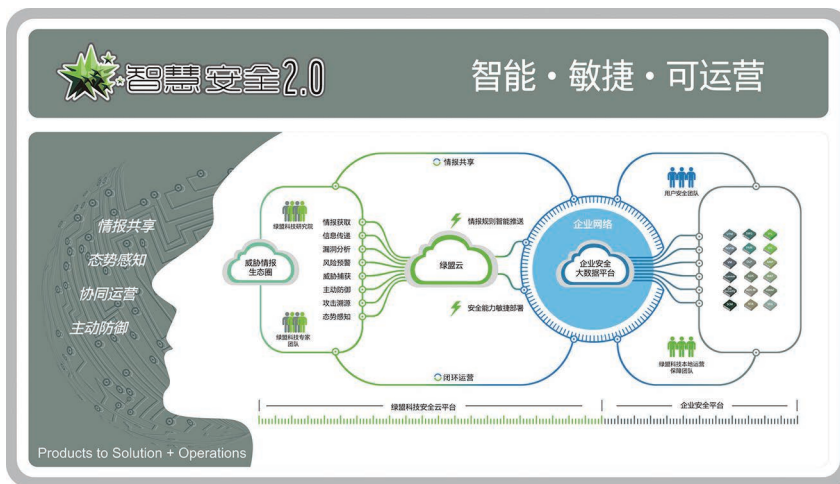 智慧安全2.0
智能·敏捷·可运营
情报共享
态势感知
协同运营
主动防御
Products to Solution + Operations
情报共享
绿盟科技研究院
威胁情报
生态圈
绿盟科技专家
团队
情报获取
信息传递
漏洞分析
风险预警
威胁捕获
主动防御
攻击溯源
态势感知
绿盟云
情报规则智能推送
安全能力敏捷部署
闭环运营
企业网络
企业安全
大数据平台
用户安全团队
绿盟科技本地运营
保障团队
绿盟科技安全云平台
企业安全平台